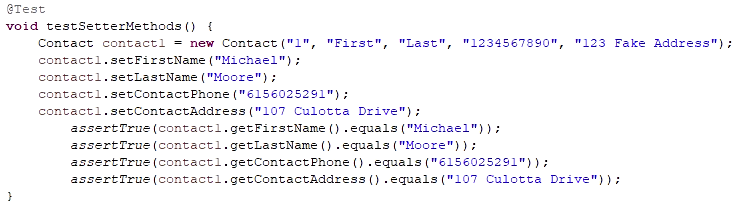 @Test
void testSetterMethods() {
    Contact contact1 = new Contact("1", "First", "Last", "1234567890", "123 Fake Address");
    contact1.setFirstName("Michael");
    contact1.setLastName("Moore");
    contact1.setContactPhone("6156025291");
    contact1.setContactAddress("107 Culotta Drive");
        assertTrue(contact1.getFirstName().equals("Michael"));
        assertTrue(contact1.getLastName().equals("Moore"));
        assertTrue(contact1.getContactPhone().equals("6156025291"));
        assertTrue(contact1.getContactAddress().equals("107 Culotta Drive"));
}